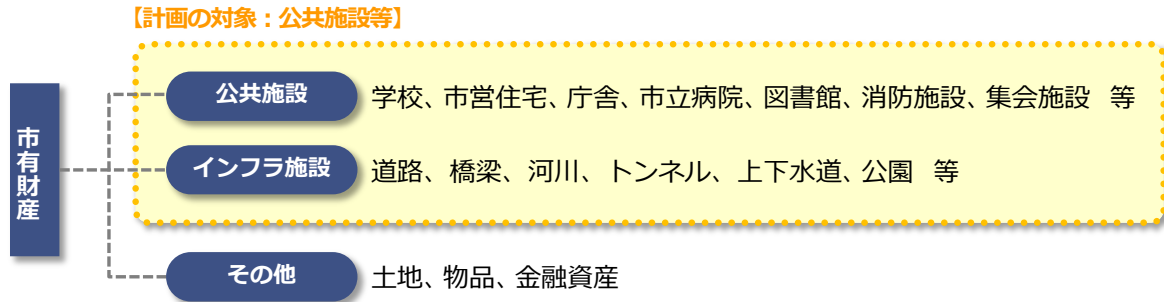 【計画の対象：公共施設等】
市有財産
公共施設
学校、市営住宅、庁舎、市立病院、図書館、消防施設、集会施設 等
インフラ施設
道路、橋梁、河川、トンネル、上下水道、公園 等
その他
土地、物品、金融資産